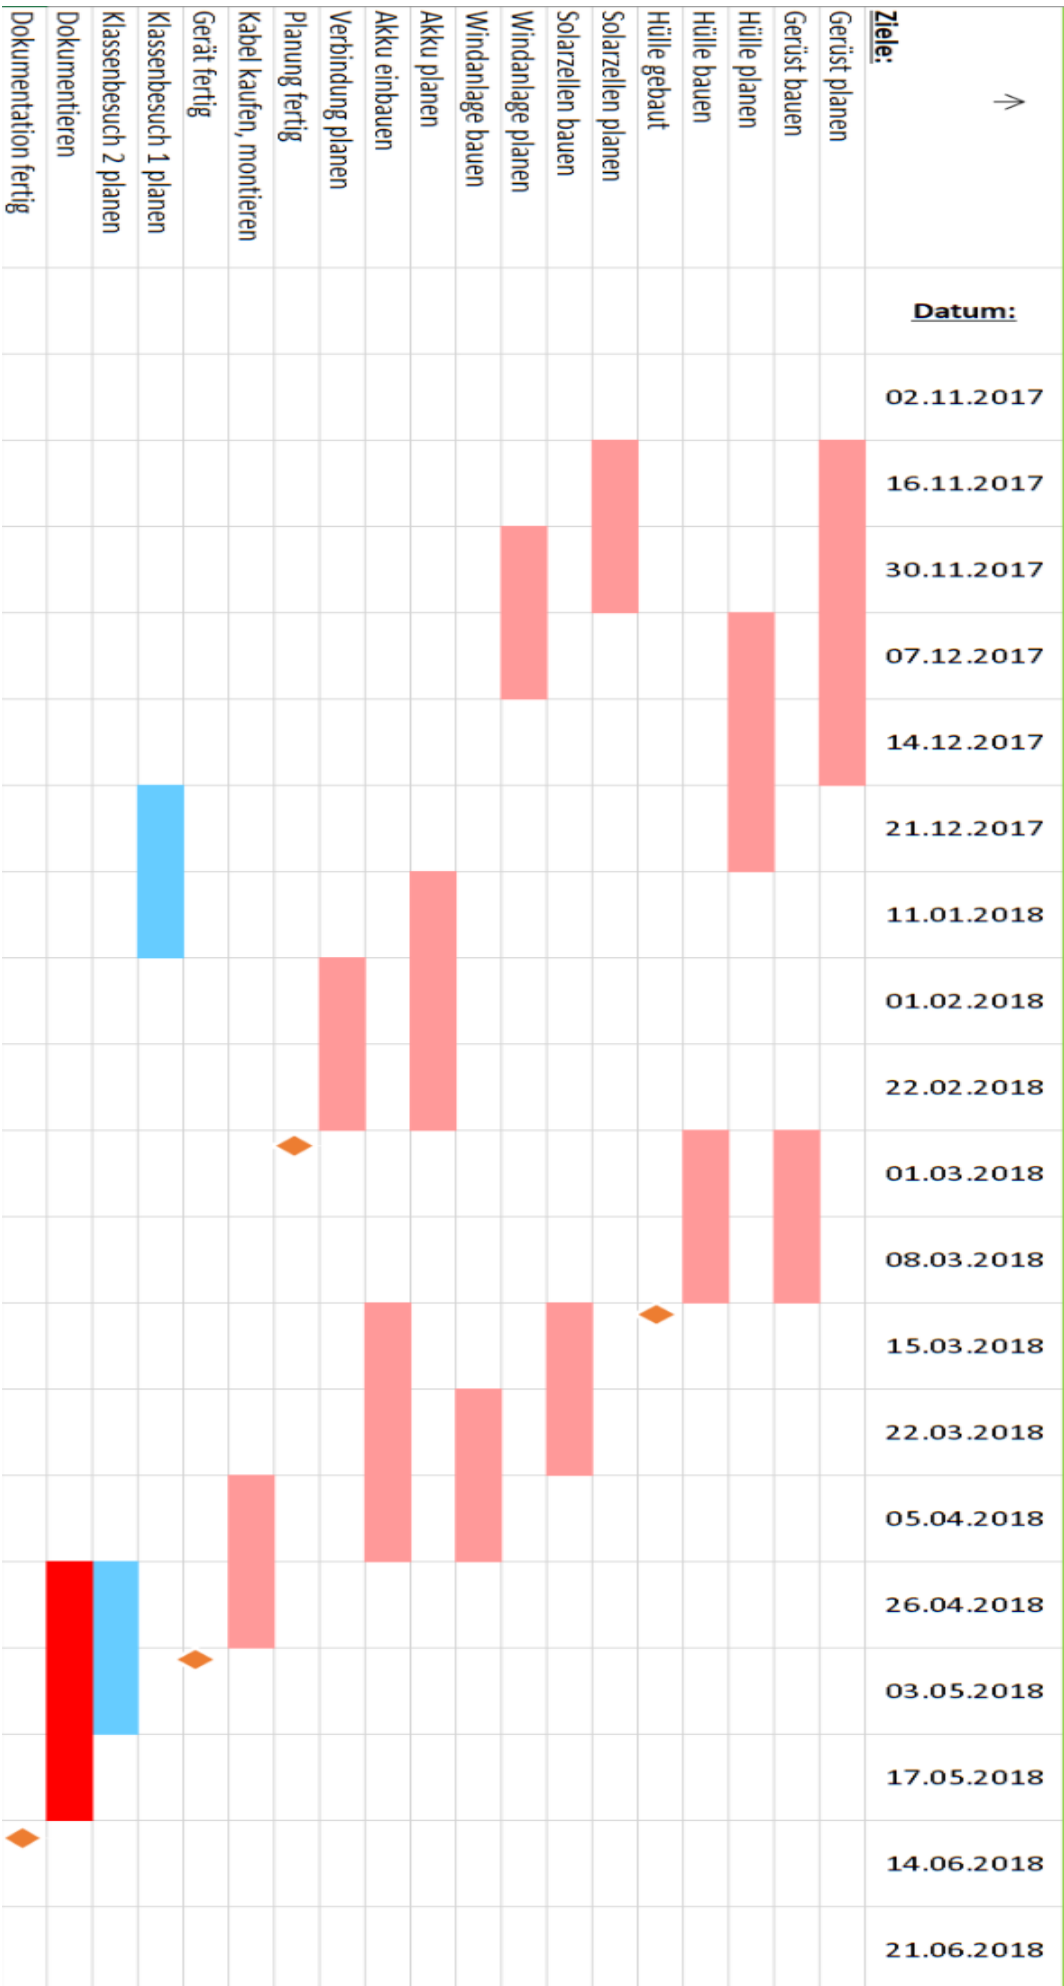 Datum:
02.11.2017
16.11.2017
30.11.2017
07.12.2017
14.12.2017
21.12.2017
11.01.2018
01.02.2018
22.02.2018
01.03.2018
08.03.2018
15.03.2018
22.03.2018
05.04.2018
26.04.2018
03.05.2018
17.05.2018
14.06.2018
21.06.2018
Ziele:
Gerüst planen
Gerüst bauen
Hülle planen
Hülle bauen
Hülle gebaut
Solarzellen planen
Solarzellen bauen
Windanlage planen
Windanlage bauen
Akku planen
Akku einbauen
Verbindung planen
Planung fertig
Kabel kaufen, montieren
Gerät fertig
Klassenbesuch 1 planen
Klassenbesuch 2 planen
Dokumentieren
Dokumentation fertig